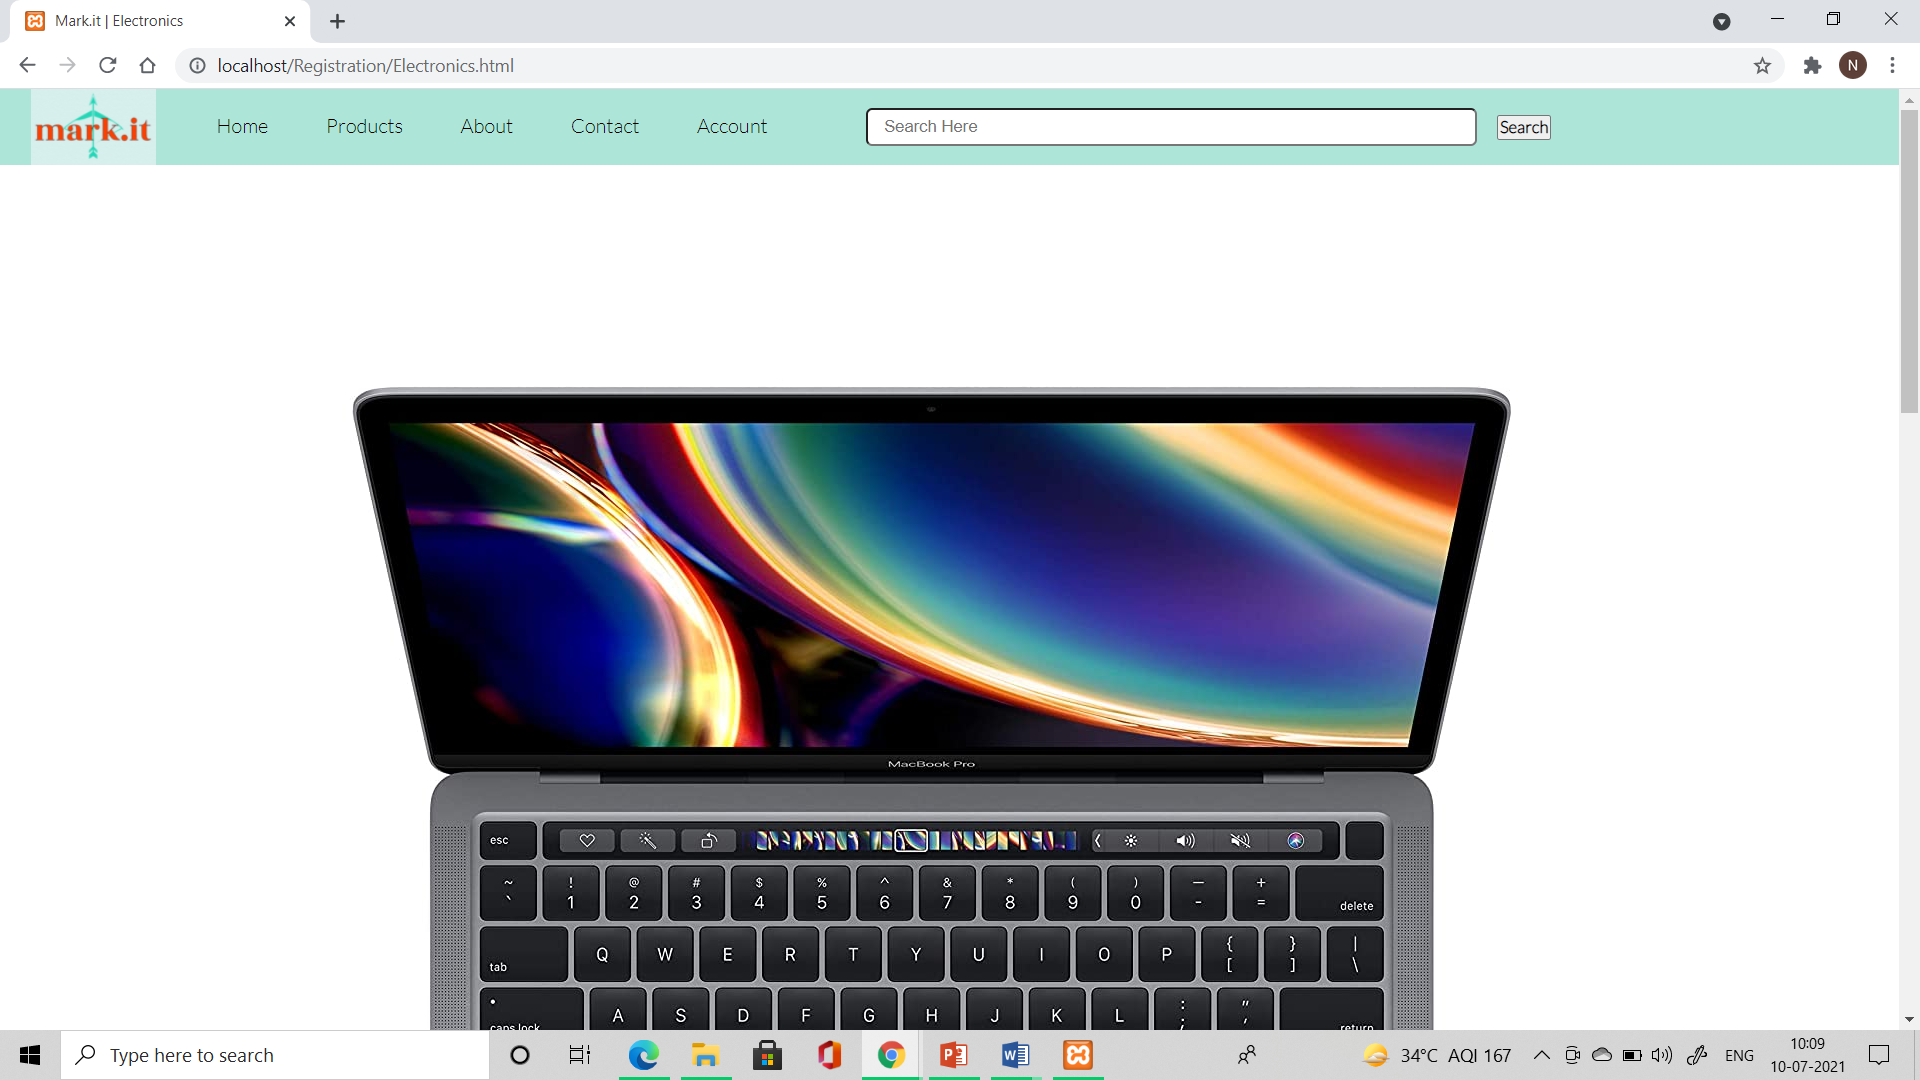 Mark.it | Electronics
localhost/Registration/Electronics.html
N
mark.it
Home Products About Contact Account Search Here Search
MacBook Pro
esc
~ ! @ # $ % ^ & * ( ) — +
` 1 2 3 4 5 6 7 8 9 0 - = delete
tab Q W E R T Y U I O P { [ } ] | \
caps lock A S D F G H J K L : ; " , return
Type here to search
34°C AQI 167
ENG
10:09
10-07-2021